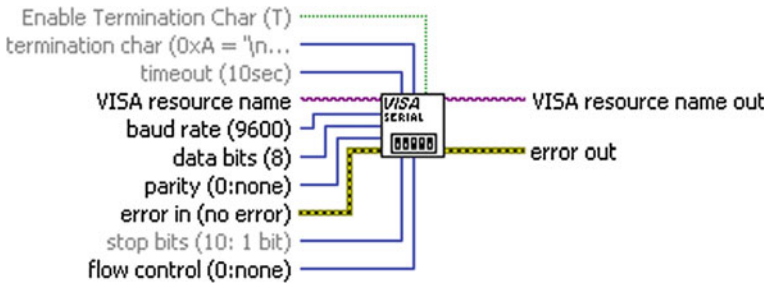 Enable Termination Char (T)
termination char (0xA = '\n...
timeout (10sec)
VISA resource name
baud rate (9600)
data bits (8)
parity (0:none)
error in (no error)
stop bits (10: 1 bit)
flow control (0:none)
VISA
SERIAL
VISA resource name out
error out